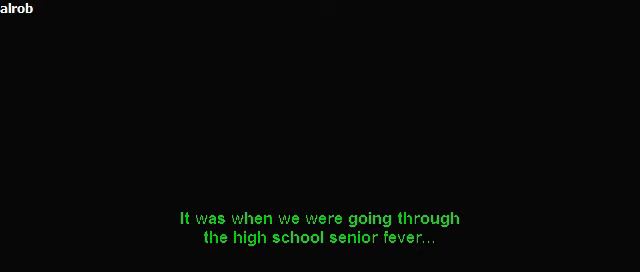 alrob
It was when we were going through
the high school senior fever...